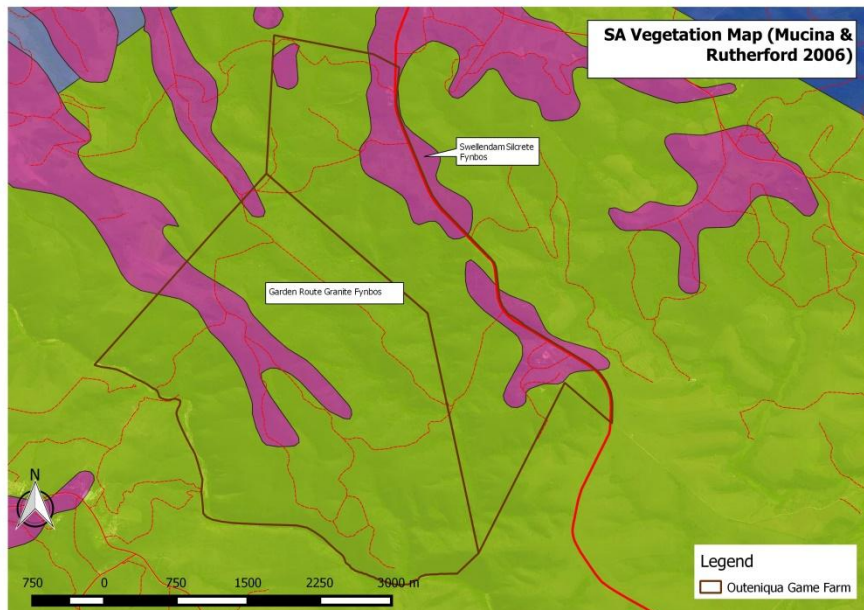 SA Vegetation Map (Mucina &
Rutherford 2006)
Swellendam Silcrete
Fynbos
Garden Route Granite Fynbos
N
750 0 750 1500 2250 3000 m
Legend
Outeniqua Game Farm